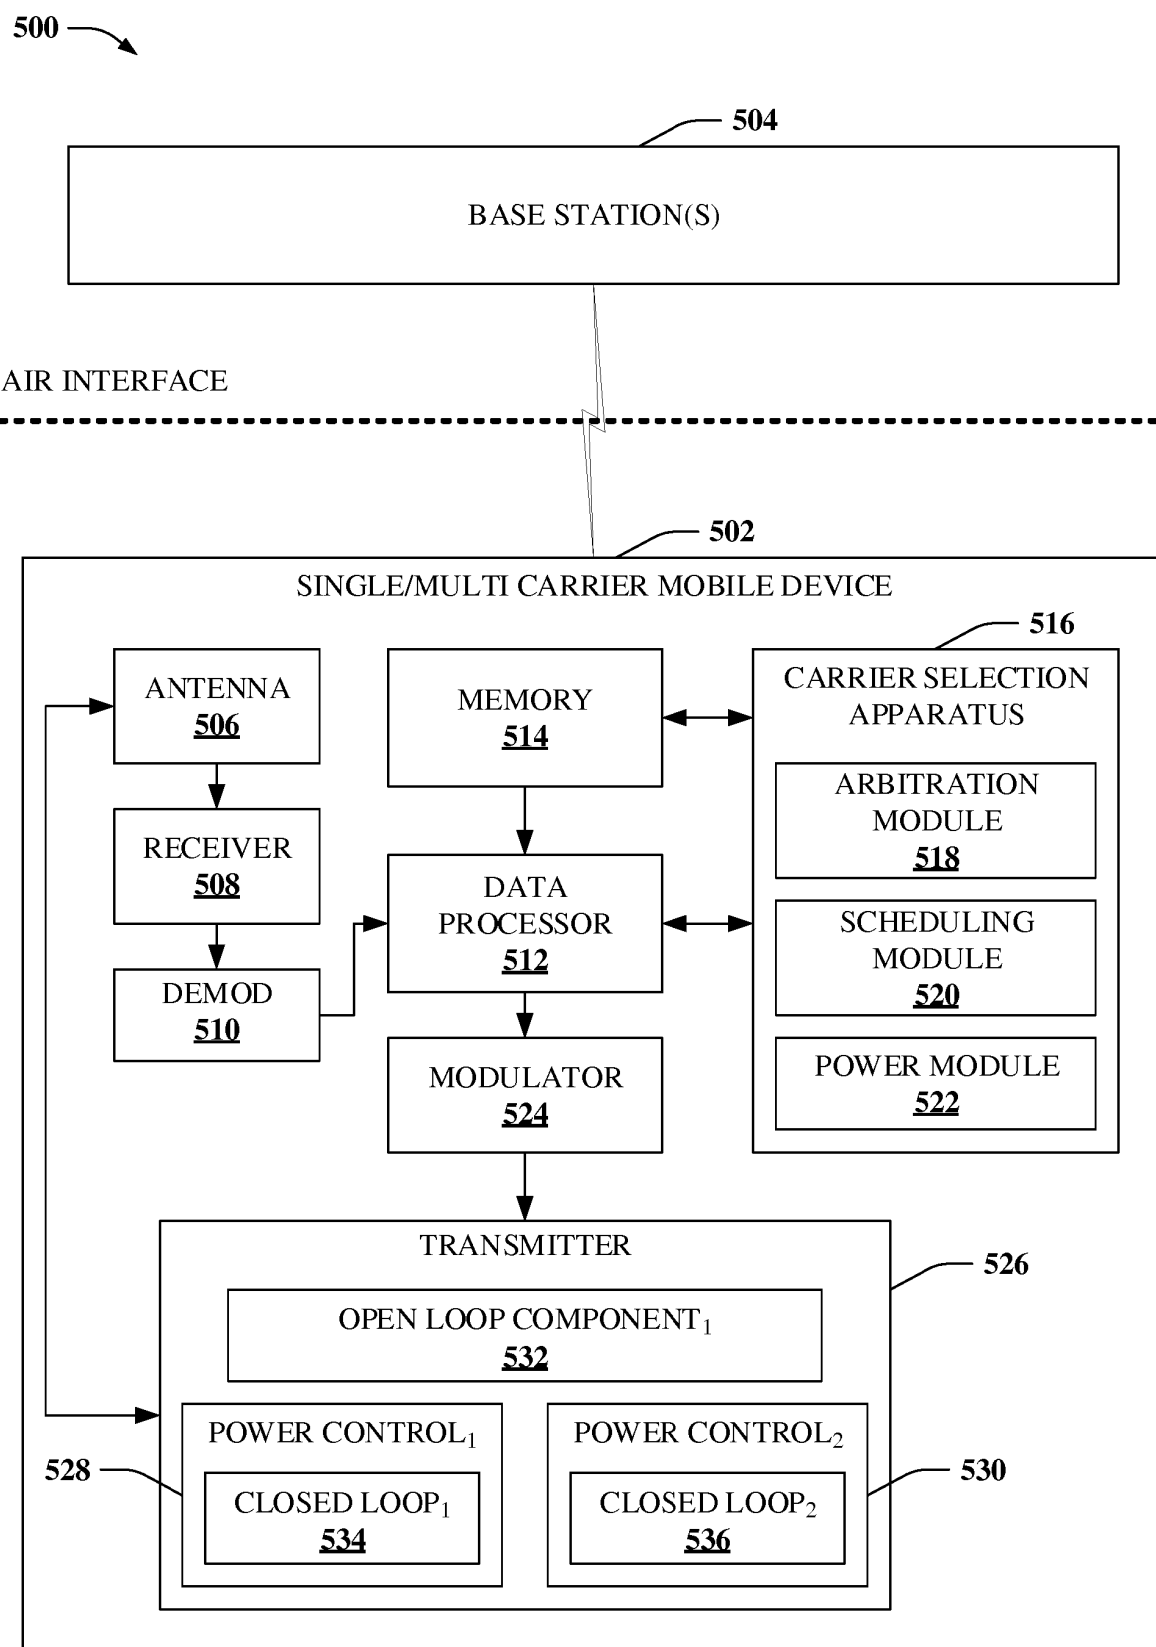 500
504
BASE STATION(S)
AIR INTERFACE
502
SINGLE/MULTI CARRIER MOBILE DEVICE
516
ANTENNA
506
MEMORY
514
CARRIER SELECTION
APPARATUS
ARBITRATION
MODULE
518
RECEIVER
508
DATA
PROCESSOR
512
SCHEDULING
MODULE
520
DEMOD
510
MODULATOR
524
POWER MODULE
522
TRANSMITTER
526
OPEN LOOP COMPONENT₁
532
POWER CONTROL₁
POWER CONTROL₂
528
530
CLOSED LOOP₁
534
CLOSED LOOP₂
536